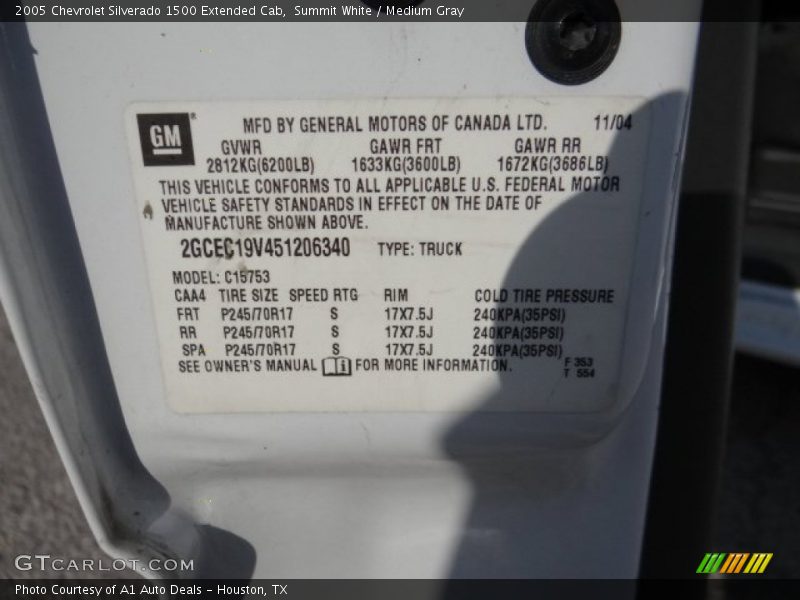 2005 Chevrolet Silverado 1500 Extended Cab,  Summit White / Medium Gray
GM
MFD BY GENERAL MOTORS OF CANADA LTD. 11/04
GVWR GAWR FRT GAWR RR
2812KG(6200LB) 1633KG(3600LB) 1672KG(3686LB)
THIS VEHICLE CONFORMS TO ALL APPLICABLE U.S. FEDERAL MOTOR
VEHICLE SAFETY STANDARDS IN EFFECT ON THE DATE OF
MANUFACTURE SHOWN ABOVE.
2GCEC19V451206340 TYPE: TRUCK
MODEL: C15753
CAA4 TIRE SIZE SPEED RTG RIM COLD TIRE PRESSURE
FRT P245/70R17 S 17X7.5J 240KPA(35PSI)
RR P245/70R17 S 17X7.5J 240KPA(35PSI)
SPA P245/70R17 S 17X7.5J 240KPA(35PSI)
SEE OWNER'S MANUAL FOR MORE INFORMATION.
F 353
T 554
GTCARLOT.COM
Photo Courtesy of A1 Auto Deals – Houston, TX